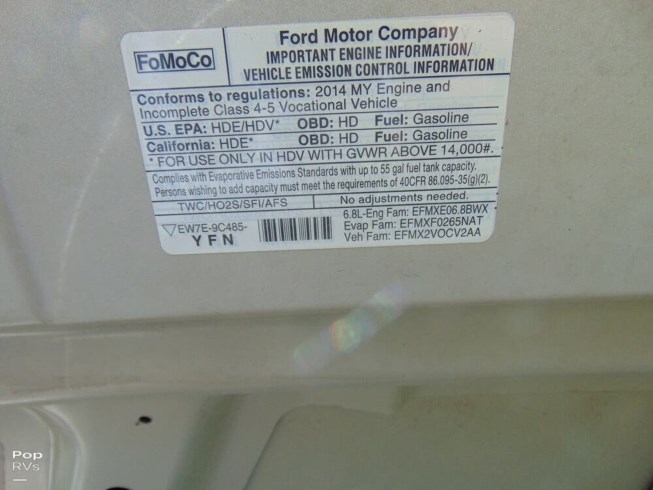 FoMoCo
Ford Motor Company
IMPORTANT ENGINE INFORMATION/
VEHICLE EMISSION CONTROL INFORMATION
Conforms to regulations: 2014 MY Engine and
Incomplete Class 4-5 Vocational Vehicle
U.S. EPA: HDE/HDV* OBD: HD Fuel: Gasoline
California: HDE* OBD: HD Fuel: Gasoline
* FOR USE ONLY IN HDV WITH GVWR ABOVE 14,000#.
Complies with Evaporative Emissions Standards with up to 55 gal fuel tank capacity.
Persons wishing to add capacity must meet the requirements of 40CFR 86.095-35(g)(2).
TWC/HO2S/SFI/AFS No adjustments needed.
EW7E-9C485-
YFN
6.8L-Eng Fam: EFMXE06.8BWX
Evap Fam: EFMXF0265NAT
Veh Fam: EFMX2VOCV2AA
Pop
RVs